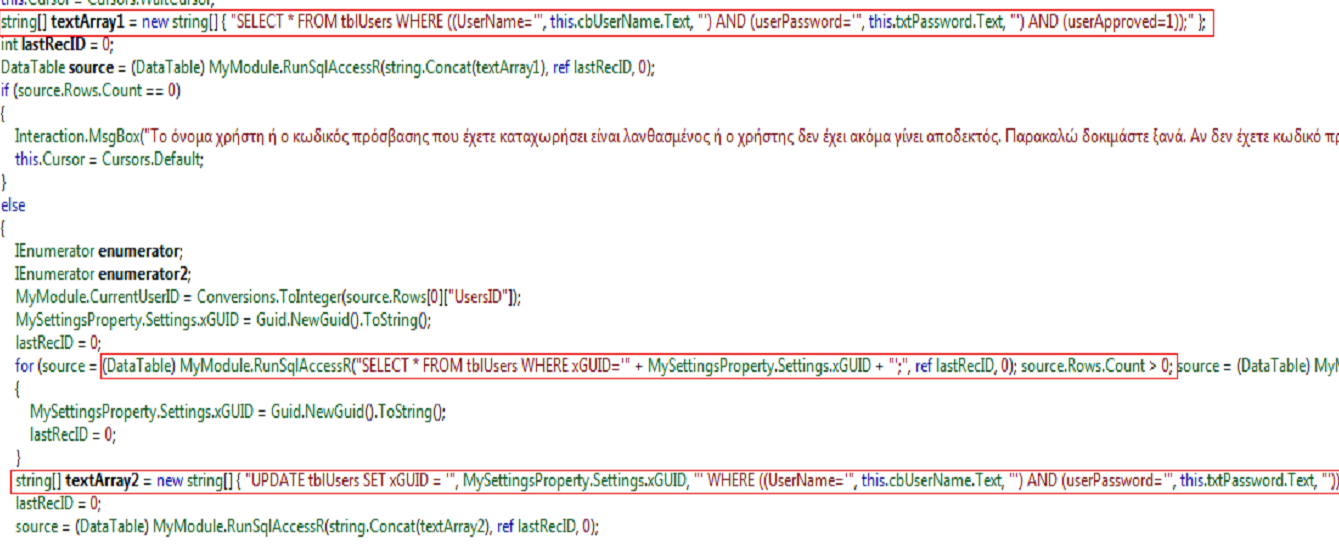 this.Cursor = Cursors.WaitCursor;
string[] textArray1 = new string[] { "SELECT * FROM tblUsers WHERE ((UserName='", this.cbUserName.Text, "') AND (userPassword='", this.txtPassword.Text, "') AND (userApproved=1));" };
int lastRecID = 0;
DataTable source = (DataTable) MyModule.RunSqlAccessR(string.Concat(textArray1), ref lastRecID, 0);
if (source.Rows.Count == 0)
{
Interaction.MsgBox("Το όνομα χρήστη ή ο κωδικός πρόσβασης που έχετε καταχωρήσει είναι λανθασμένος ή ο χρήστης δεν έχει ακόμα γίνει αποδεκτός. Παρακαλώ δοκιμάστε ξανά. Αν δεν έχετε κωδικό πρ
this.Cursor = Cursors.Default;
}
else
{
IEnumerator enumerator;
IEnumerator enumerator2;
MyModule.CurrentUserID = Conversions.ToInteger(source.Rows[0]["UsersID"]);
MySettingsProperty.Settings.xGUID = Guid.NewGuid().ToString();
lastRecID = 0;
for (source = (DataTable) MyModule.RunSqlAccessR("SELECT * FROM tblUsers WHERE xGUID='" + MySettingsProperty.Settings.xGUID + "';", ref lastRecID, 0); source.Rows.Count > 0; source = (DataTable) MyM
{
MySettingsProperty.Settings.xGUID = Guid.NewGuid().ToString();
lastRecID = 0;
}
string[] textArray2 = new string[] { "UPDATE tblUsers SET xGUID = '", MySettingsProperty.Settings.xGUID, "' WHERE ((UserName='", this.cbUserName.Text, "') AND (userPassword='", this.txtPassword.Text, "'))
lastRecID = 0;
source = (DataTable) MyModule.RunSqlAccessR(string.Concat(textArray2), ref lastRecID, 0);